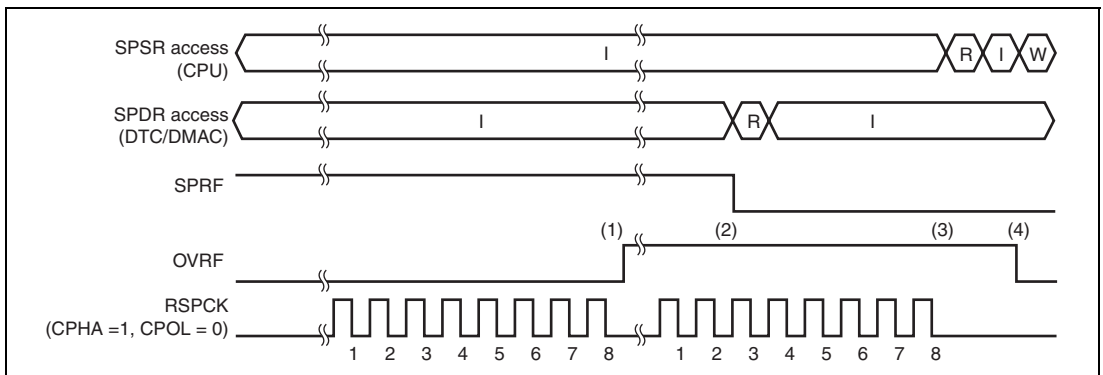 SPSR access
(CPU)
I
R
I
W
SPDR access
(DTC/DMAC)
I
R
I
SPRF
(1)
(2)
(3)
(4)
OVRF
RSPCK
(CPHA =1, CPOL = 0)
1 2 3 4 5 6 7 8 1 2 3 4 5 6 7 8